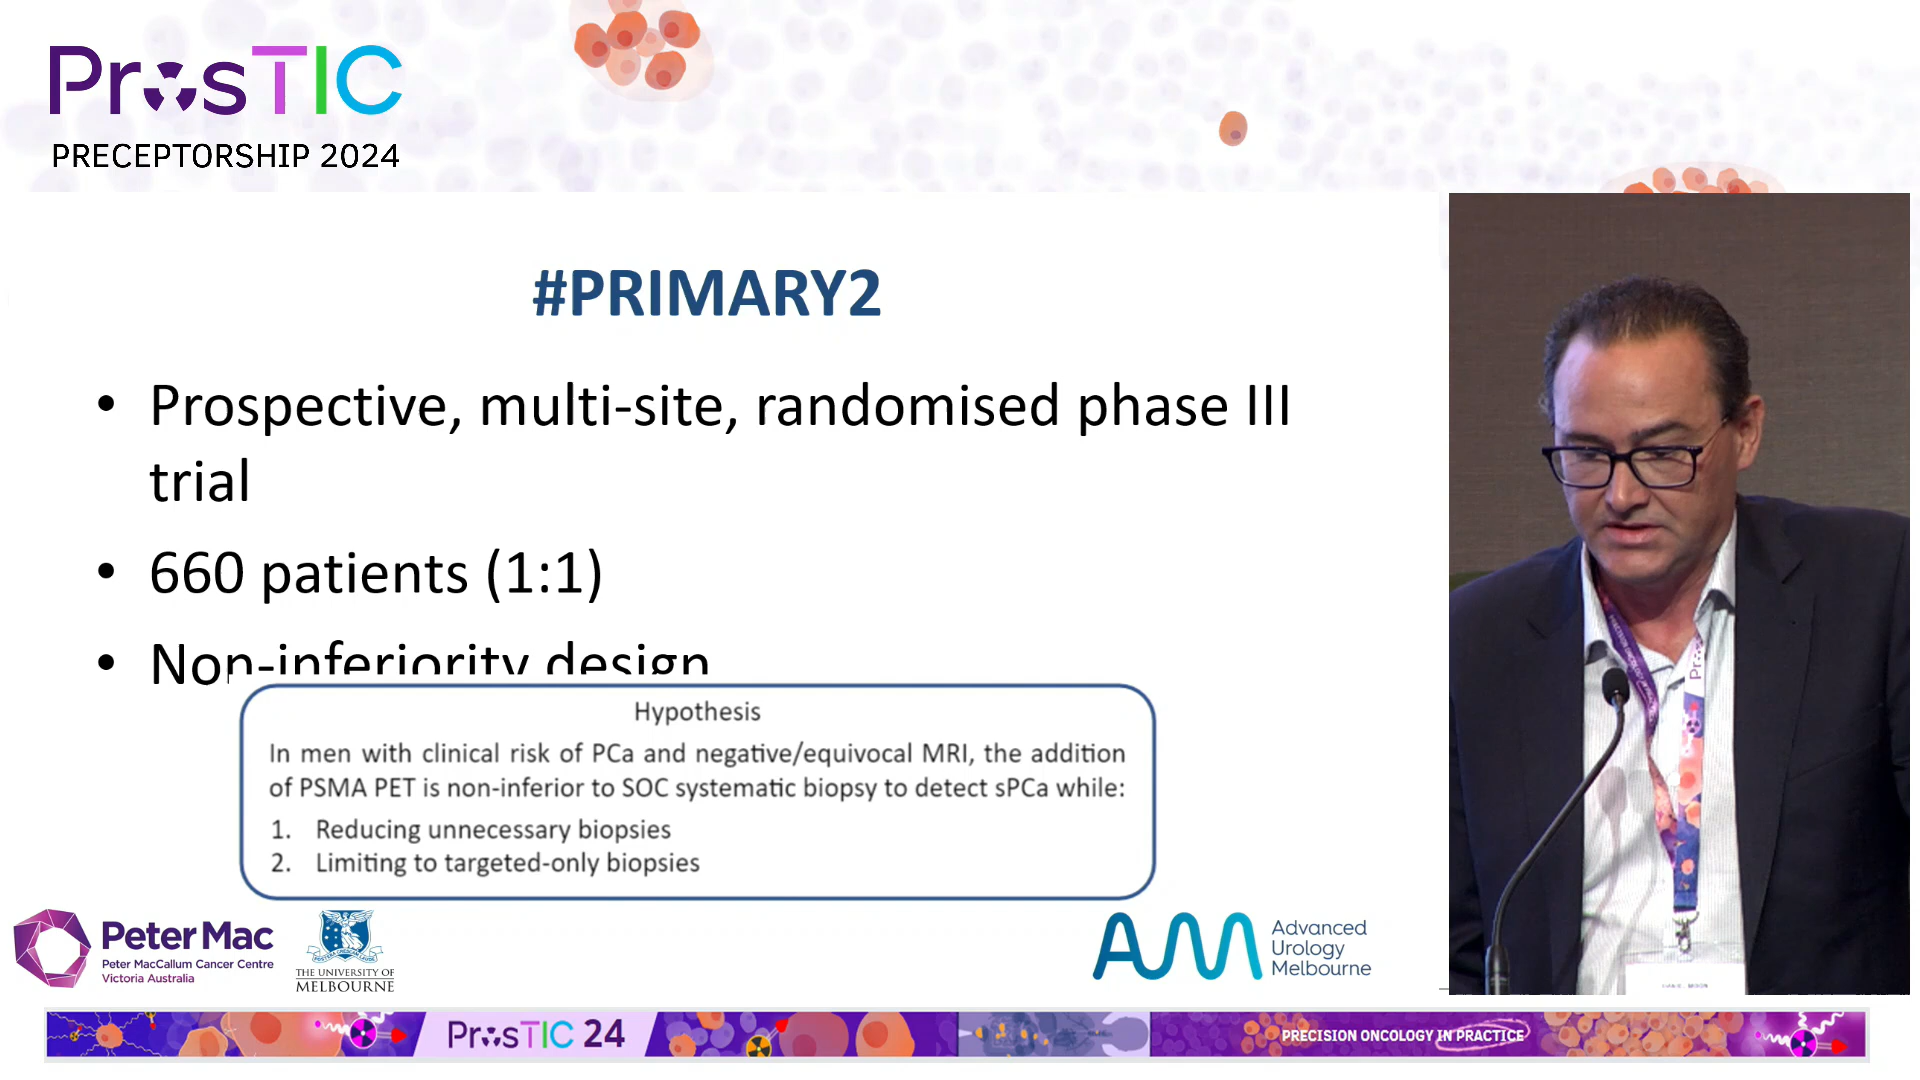 ProsTIC
PRECEPTORSHIP 2024
#PRIMARY2
• Prospective, multi-site, randomised phase III
trial
• 660 patients (1:1)
• Non-inferiority design
Hypothesis
In men with clinical risk of PCa and negative/equivocal MRI, the addition
of PSMA PET is non-inferior to SOC systematic biopsy to detect sPCa while:
1. Reducing unnecessary biopsies
2. Limiting to targeted-only biopsies
Peter Mac
Peter MacCallum Cancer Centre
Victoria Australia
THE UNIVERSITY OF
MELBOURNE
AM
Advanced
Urology
Melbourne
ProsTIC 24
PRECISION ONCOLOGY IN PRACTICE